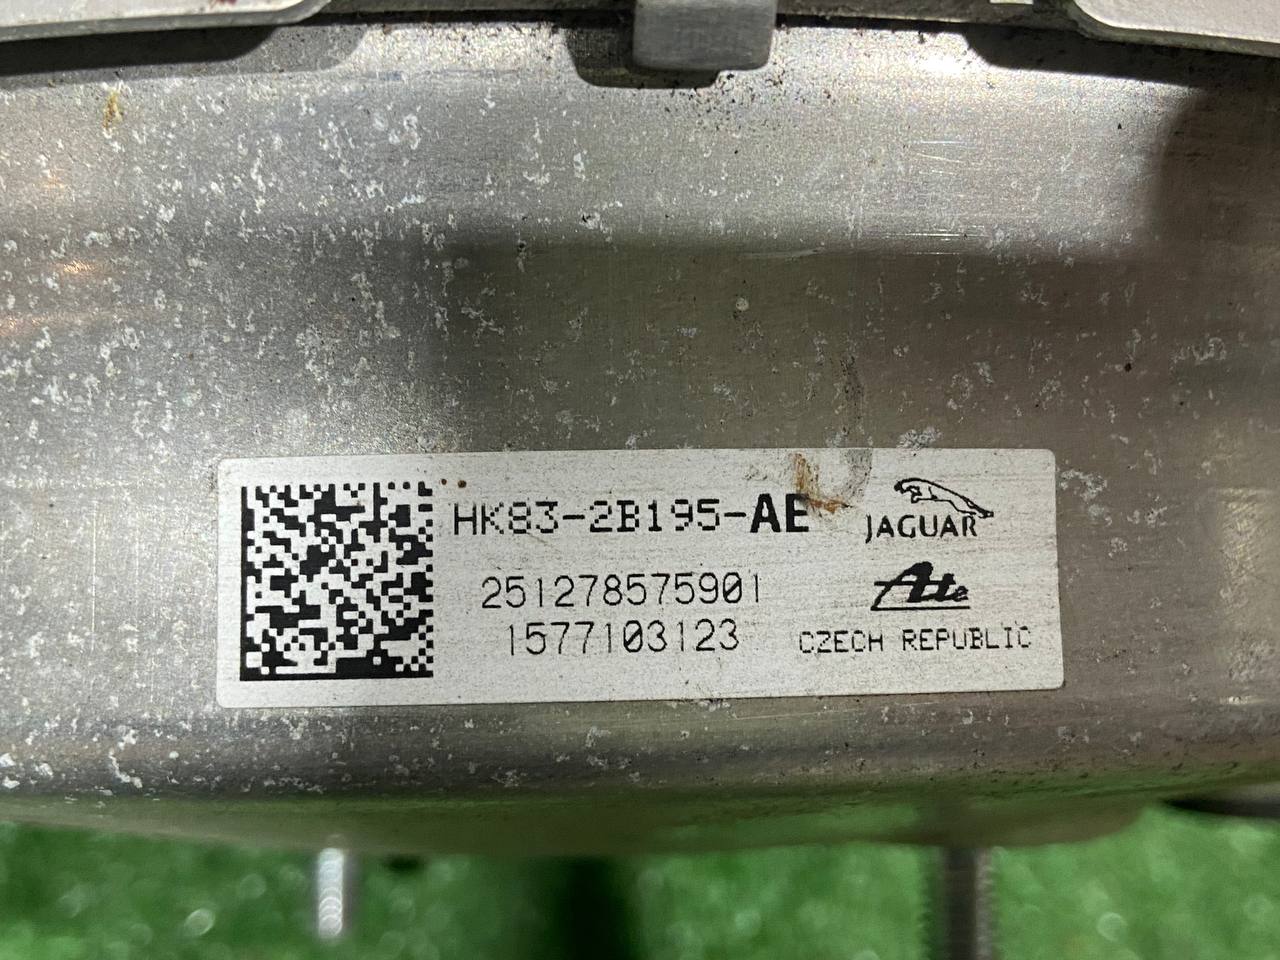 HK83-2B195-AE
JAGUAR
251278575901
Ate
1577103123
CZECH REPUBLIC